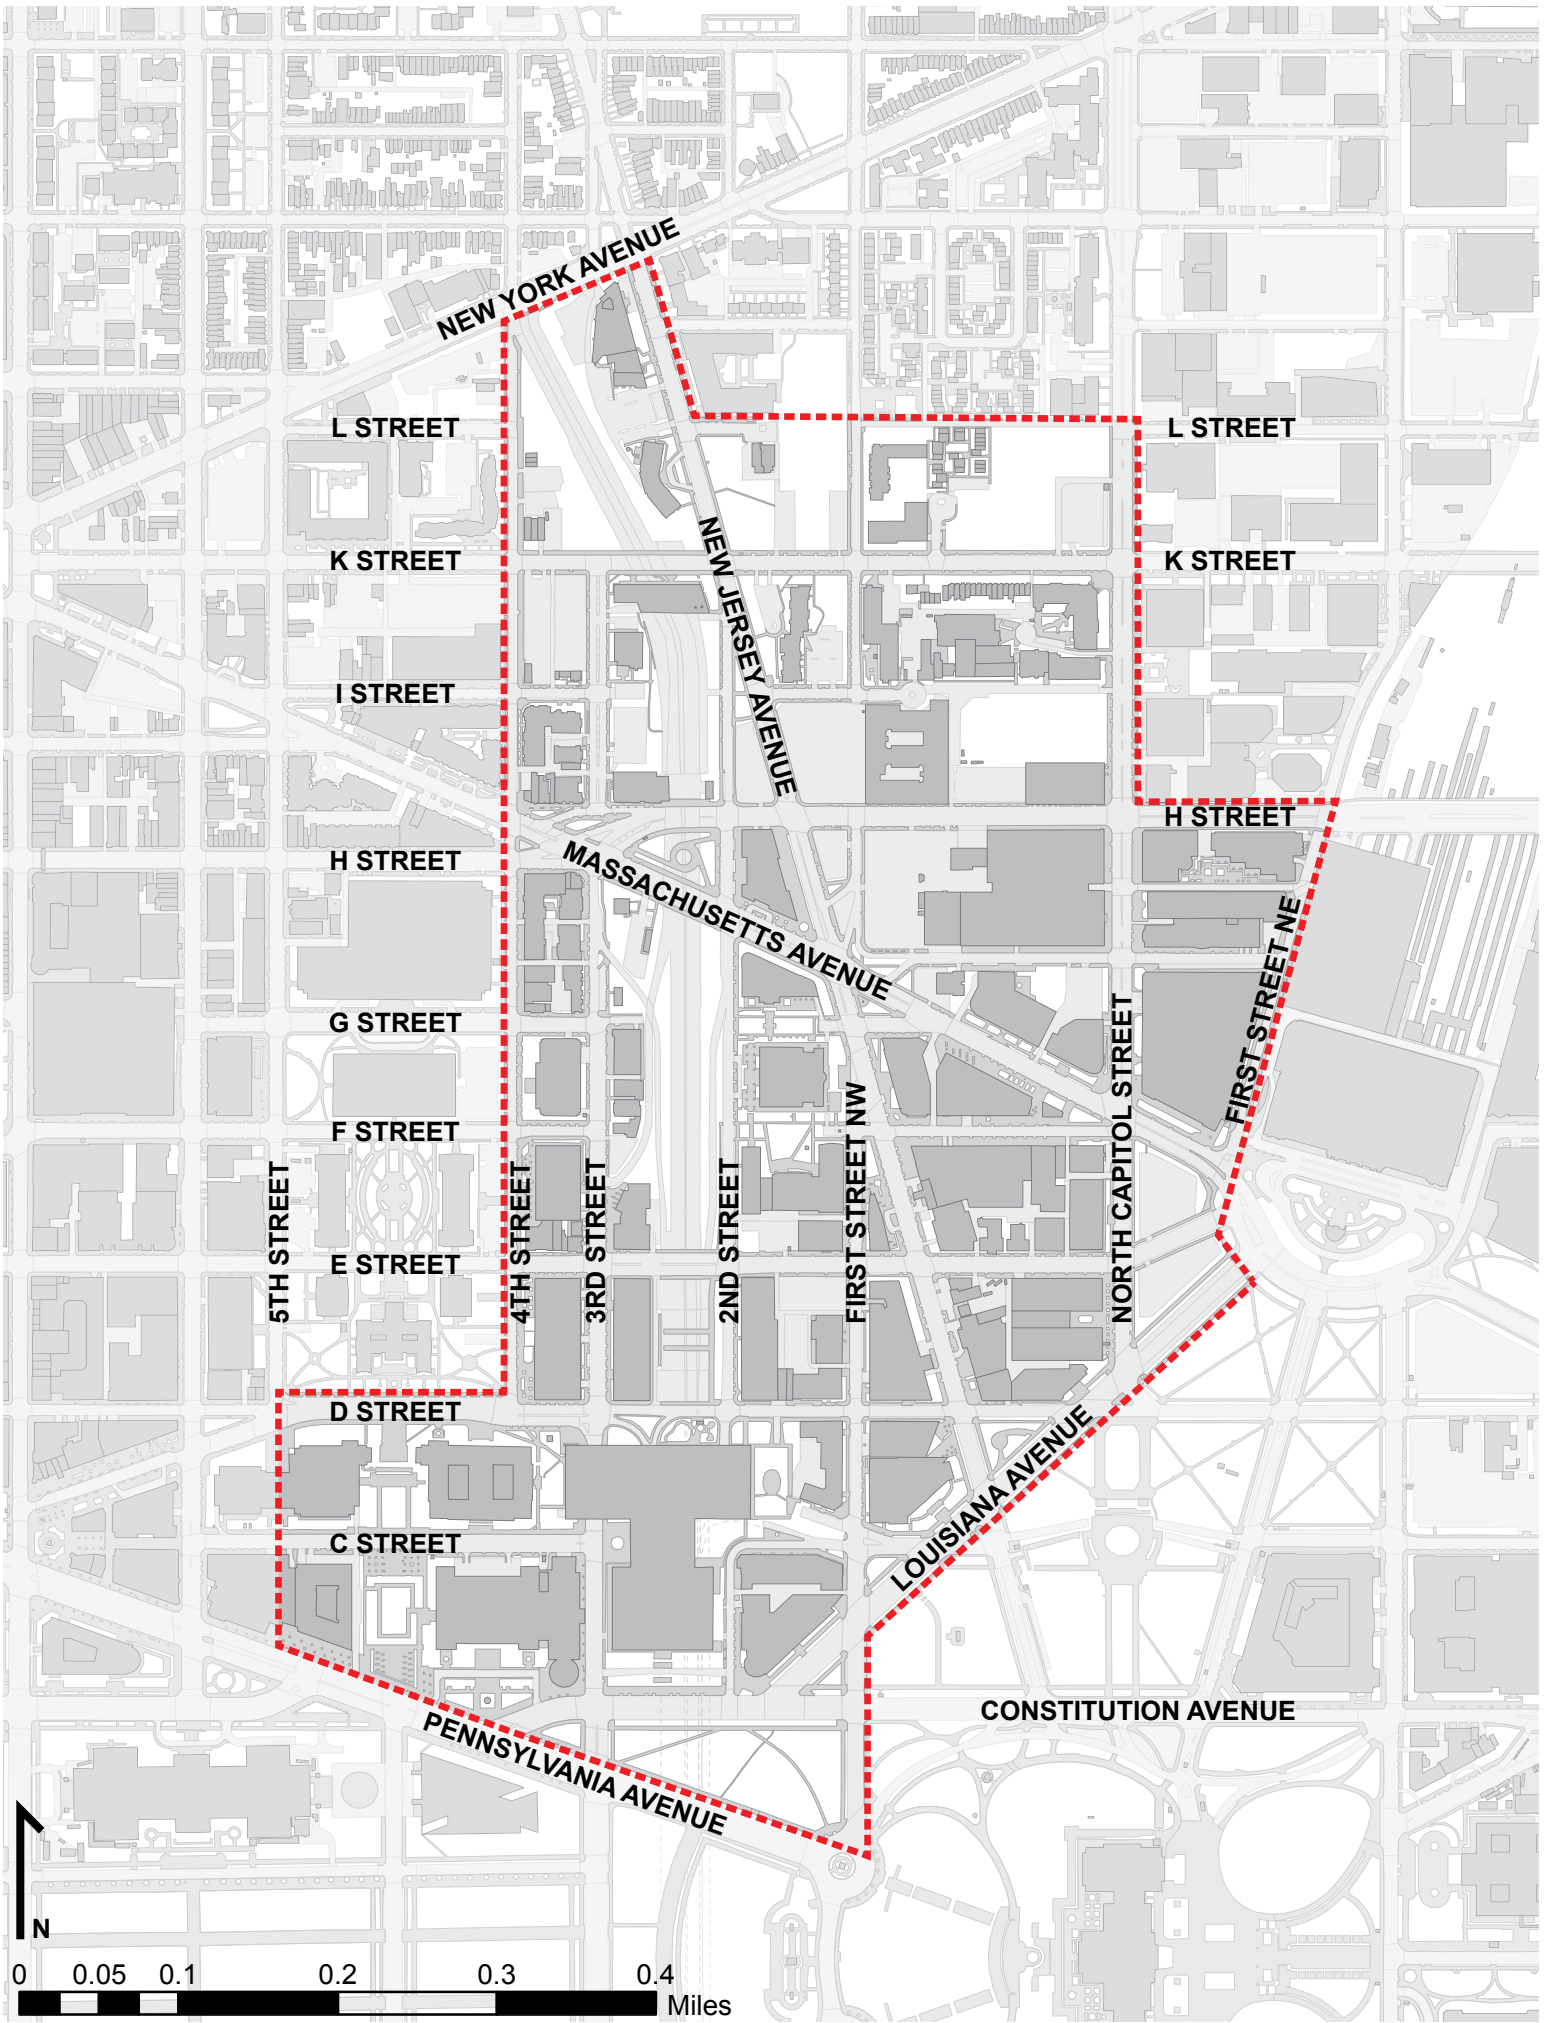 NEW YORK AVENUE
L STREET
L STREET
K STREET
K STREET
NEW JERSEY AVENUE
I STREET
H STREET
MASSACHUSETTS AVENUE
H STREET
FIRST STREET NE
G STREET
NORTH CAPITOL STREET
FIRST STREET NW
F STREET
5TH STREET
4TH STREET
3RD STREET
2ND STREET
E STREET
D STREET
LOUISIANA AVENUE
C STREET
CONSTITUTION AVENUE
PENNSYLVANIA AVENUE
N
0 0.05 0.1 0.2 0.3 0.4
Miles